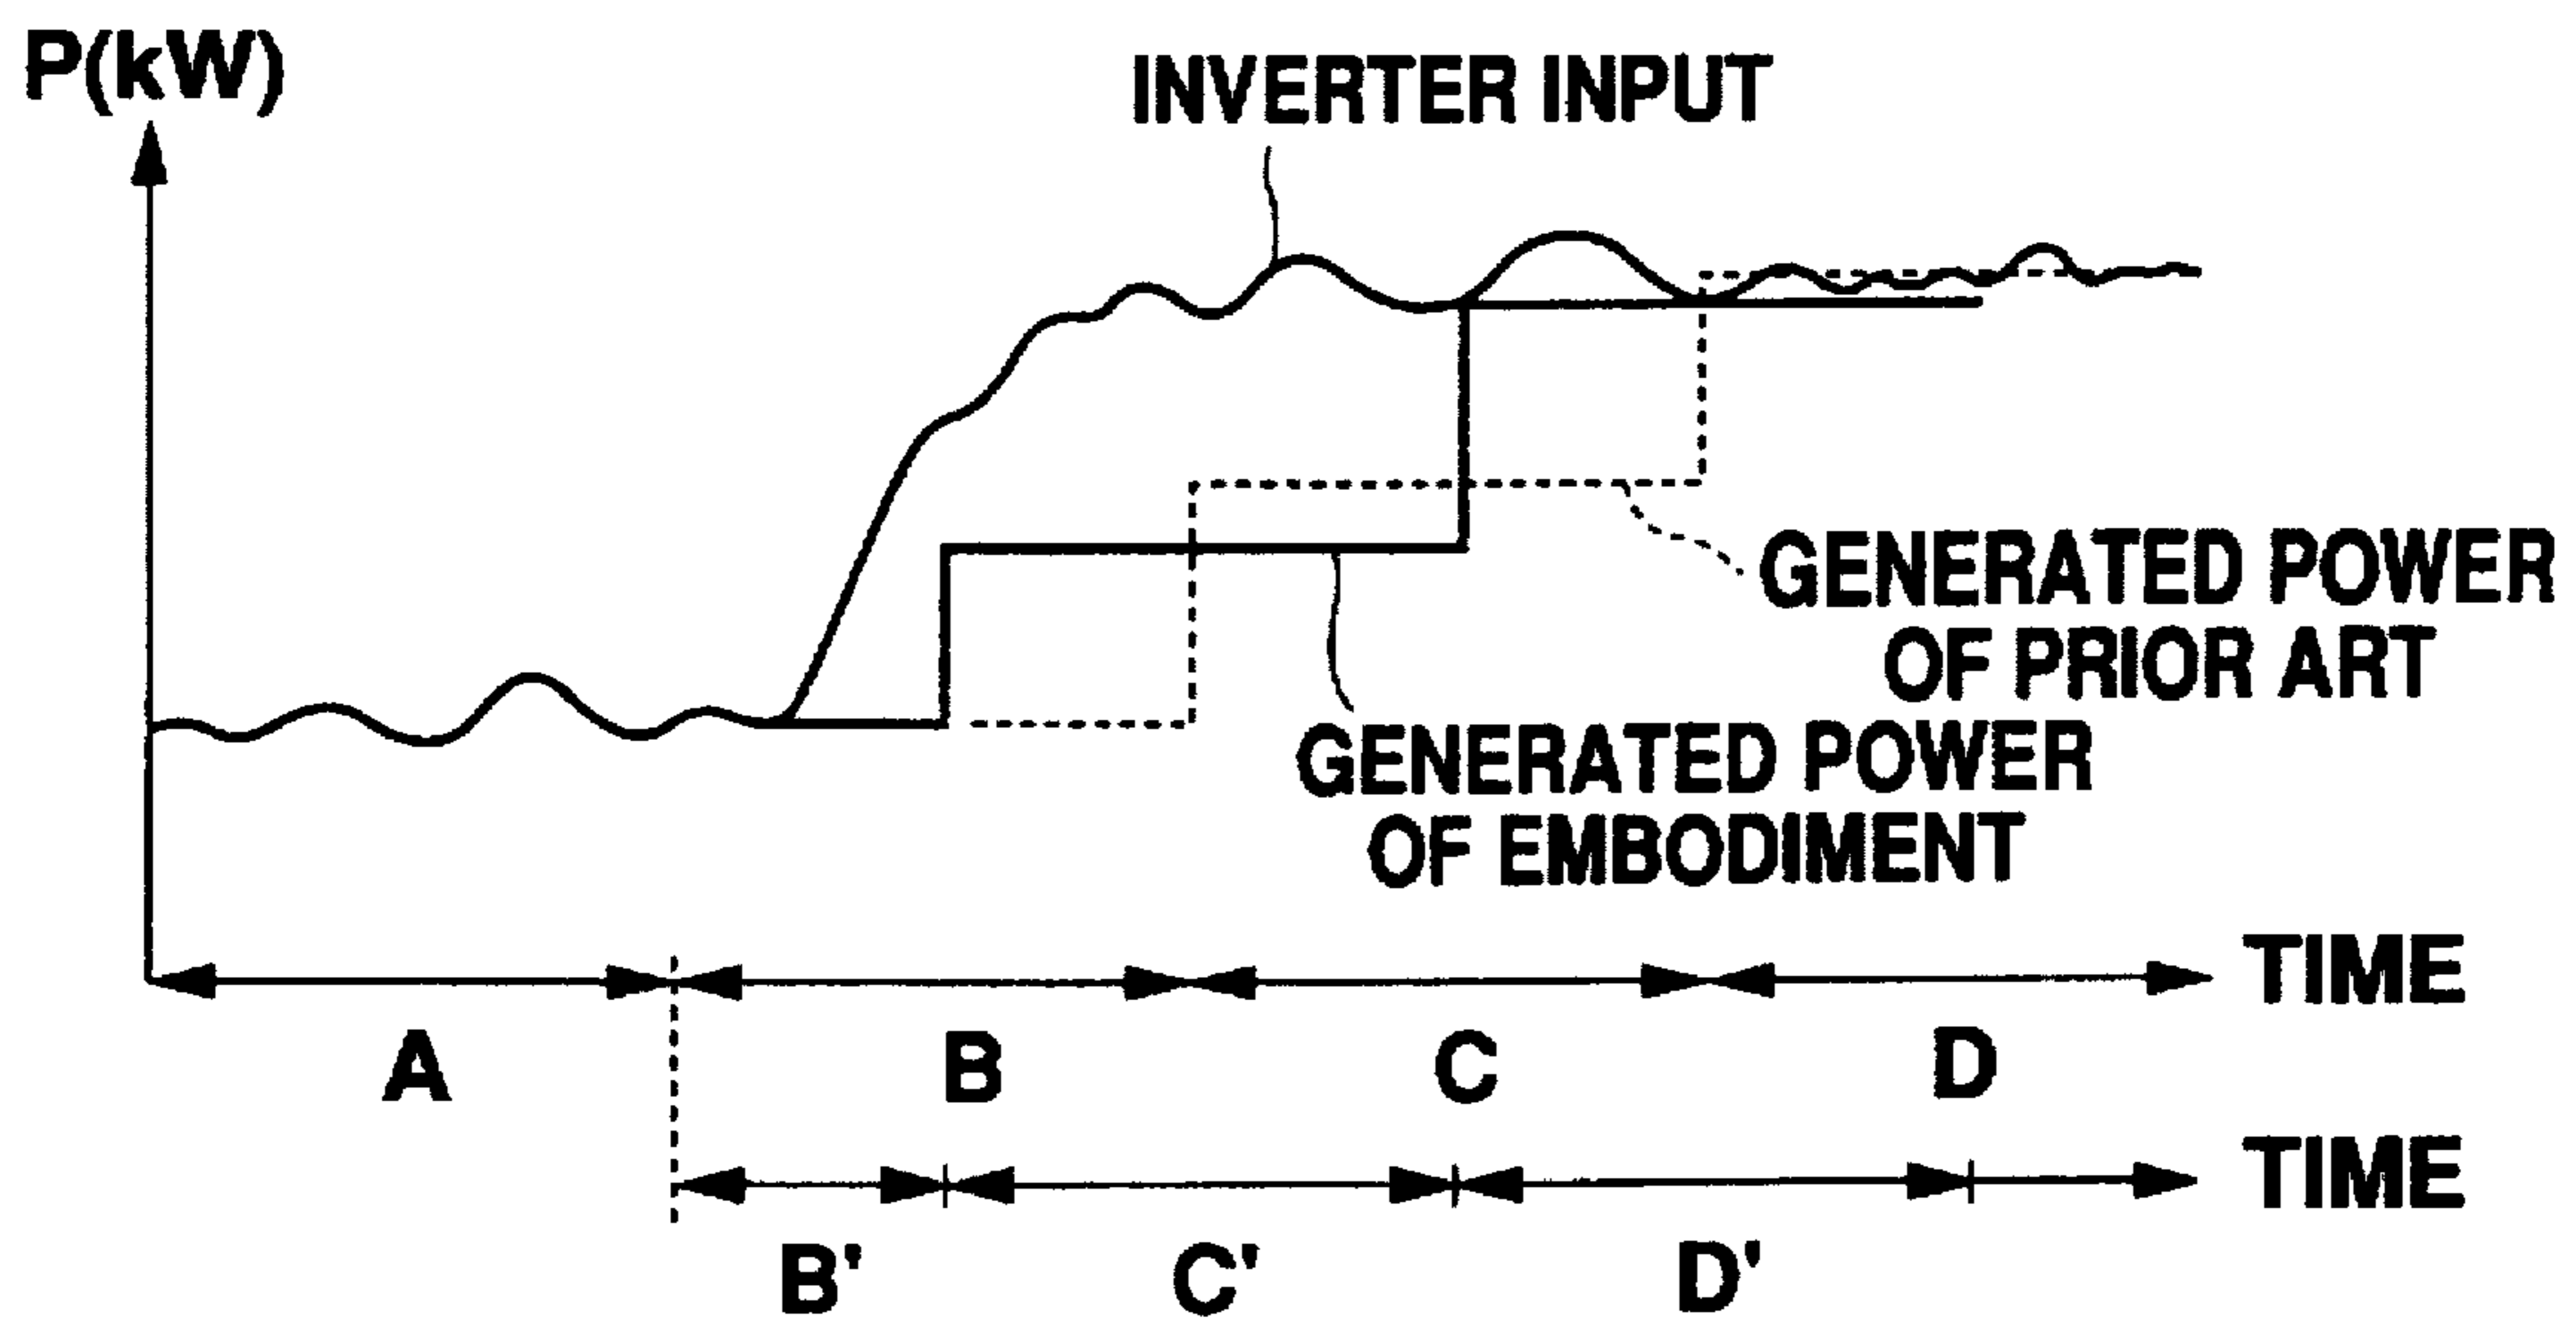 P(kW)
INVERTER INPUT
GENERATED POWER
OF PRIOR ART
GENERATED POWER
OF EMBODIMENT
TIME
A B C D
TIME
B' C' D'